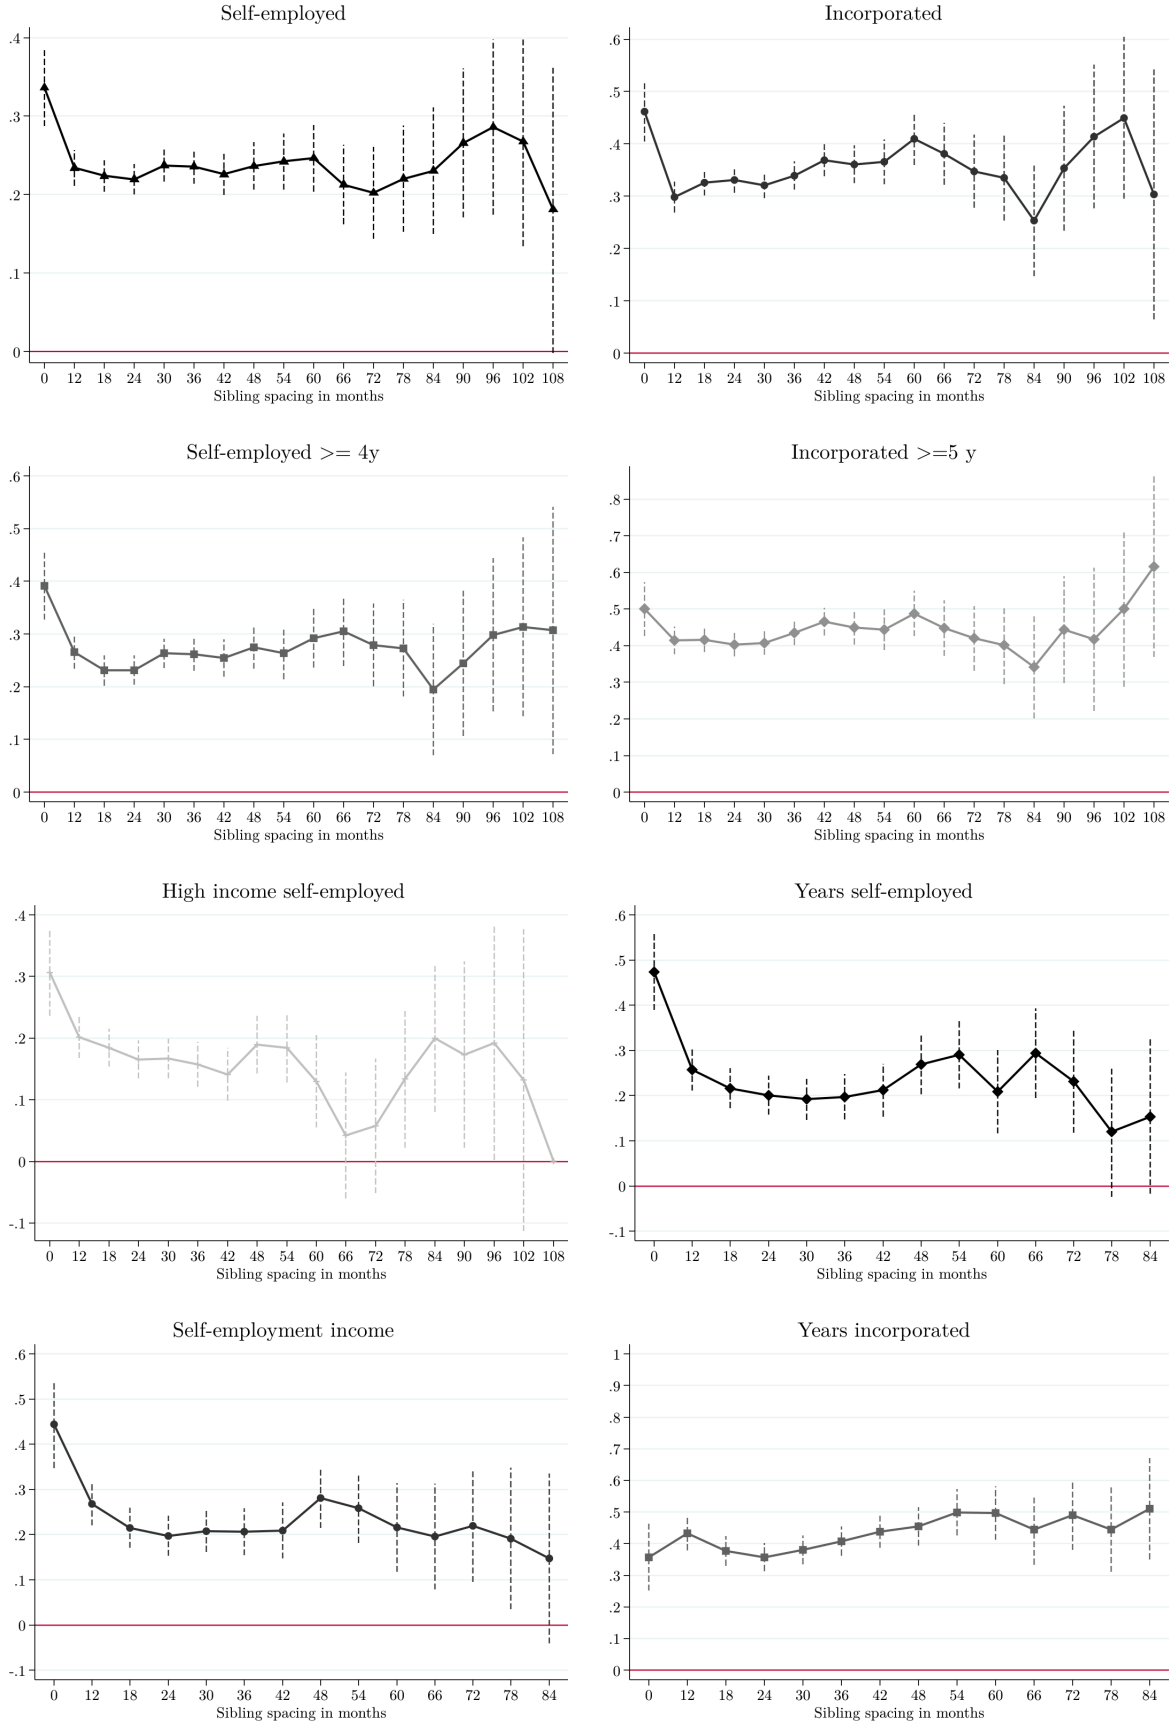 Self-employed
.4
.3
.2
.1
0
0 12 18 24 30 36 42 48 54 60 66 72 78 84 90 96 102 108
Sibling spacing in months
Incorporated
.6
.5
.4
.3
.2
.1
0
0 12 18 24 30 36 42 48 54 60 66 72 78 84 90 96 102 108
Sibling spacing in months
Self-employed >= 4y
.6
.5
.4
.3
.2
.1
0
0 12 18 24 30 36 42 48 54 60 66 72 78 84 90 96 102 108
Sibling spacing in months
Incorporated >=5 y
.8
.7
.6
.5
.4
.3
.2
.1
0
0 12 18 24 30 36 42 48 54 60 66 72 78 84 90 96 102 108
Sibling spacing in months
High income self-employed
.4
.3
.2
.1
0
-.1
0 12 18 24 30 36 42 48 54 60 66 72 78 84 90 96 102 108
Sibling spacing in months
Years self-employed
.6
.5
.4
.3
.2
.1
0
-.1
0 12 18 24 30 36 42 48 54 60 66 72 78 84
Sibling spacing in months
Self-employment income
.6
.5
.4
.3
.2
.1
0
-.1
0 12 18 24 30 36 42 48 54 60 66 72 78 84
Sibling spacing in months
Years incorporated
1
.9
.8
.7
.6
.5
.4
.3
.2
.1
0
0 12 18 24 30 36 42 48 54 60 66 72 78 84
Sibling spacing in months